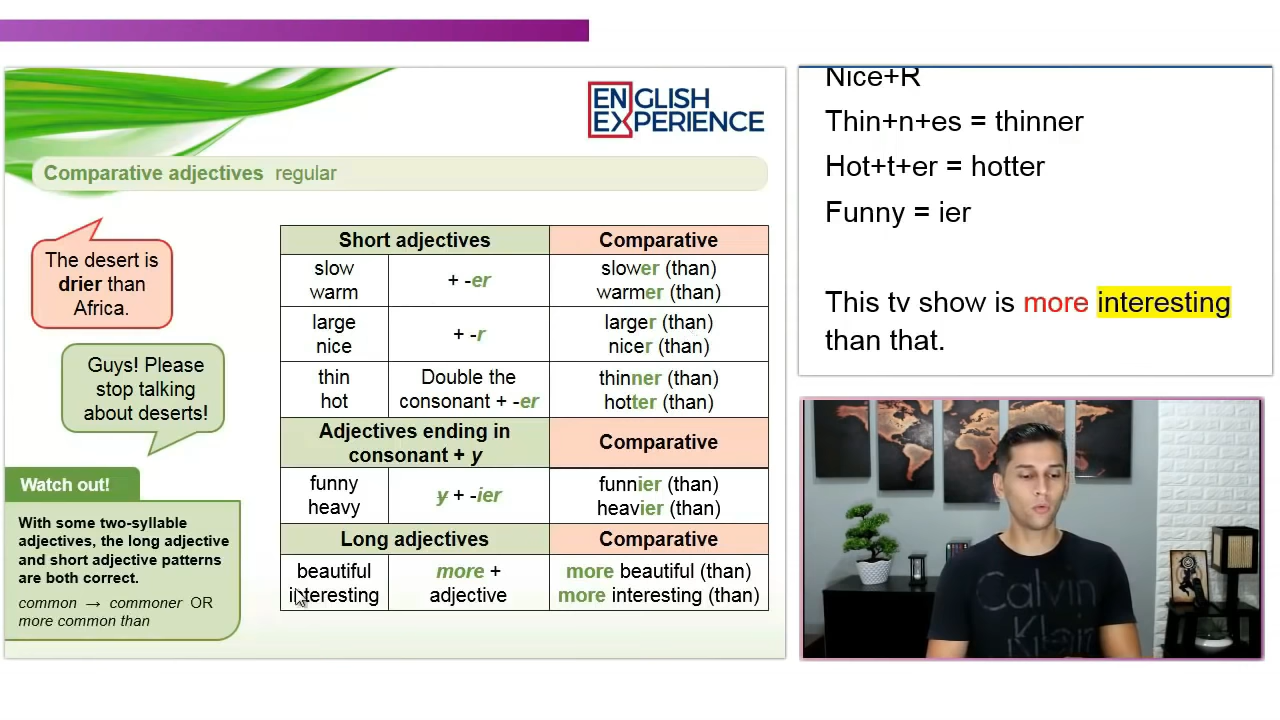 ENGLISH
EXPERIENCE
Comparative adjectives regular
The desert is
drier than
Africa.
Guys! Please
stop talking
about deserts!
Watch out!
With some two-syllable
adjectives, the long adjective
and short adjective patterns
are both correct.
common → commoner OR
more common than
Short adjectives Comparative
slow
warm
+ -er
slower (than)
warmer (than)
large
nice
+ -r
larger (than)
nicer (than)
thin
hot
Double the
consonant + -er
thinner (than)
hotter (than)
Adjectives ending in
consonant + y
Comparative
funny
heavy
y + -ier
funnier (than)
heavier (than)
Long adjectives Comparative
beautiful
interesting
more +
adjective
more beautiful (than)
more interesting (than)
Nice+R
Thin+n+es = thinner
Hot+t+er = hotter
Funny = ier
This tv show is more interesting
than that.
Calvin
Klein